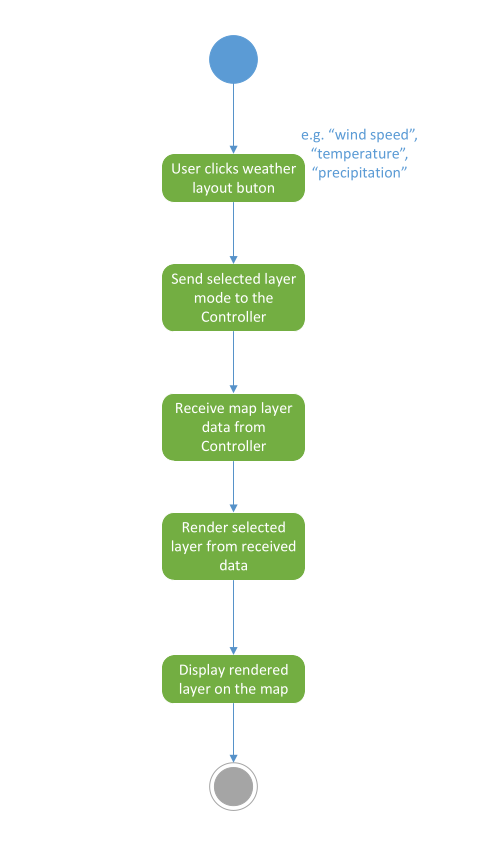 e.g. “wind speed”,
“temperature”,
“precipitation”
User clicks weather
layout buton
Send selected layer
mode to the
Controller
Receive map layer
data from
Controller
Render selected
layer from received
data
Display rendered
layer on the map